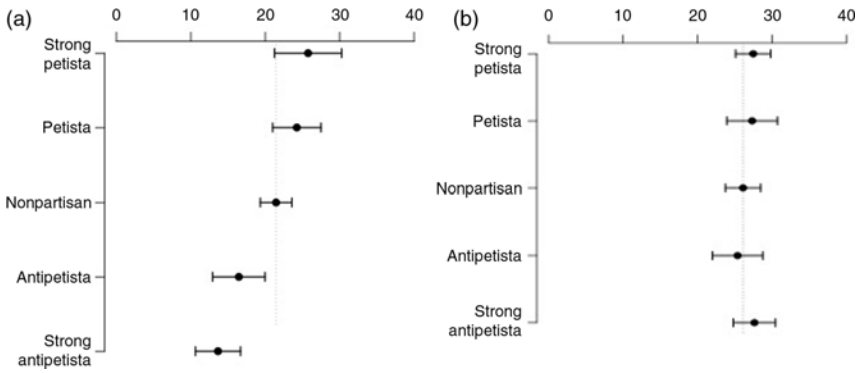 (a)
0 10 20 30 40
Strong
petista
Petista
Nonpartisan
Antipetista
Strong
antipetista
(b)
0 10 20 30 40
Strong
petista
Petista
Nonpartisan
Antipetista
Strong
antipetista